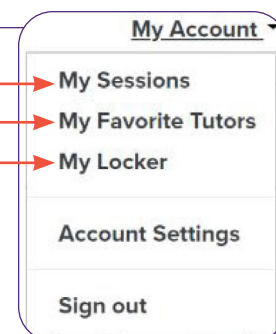 My Account
My Sessions
My Favorite Tutors
My Locker
Account Settings
Sign out